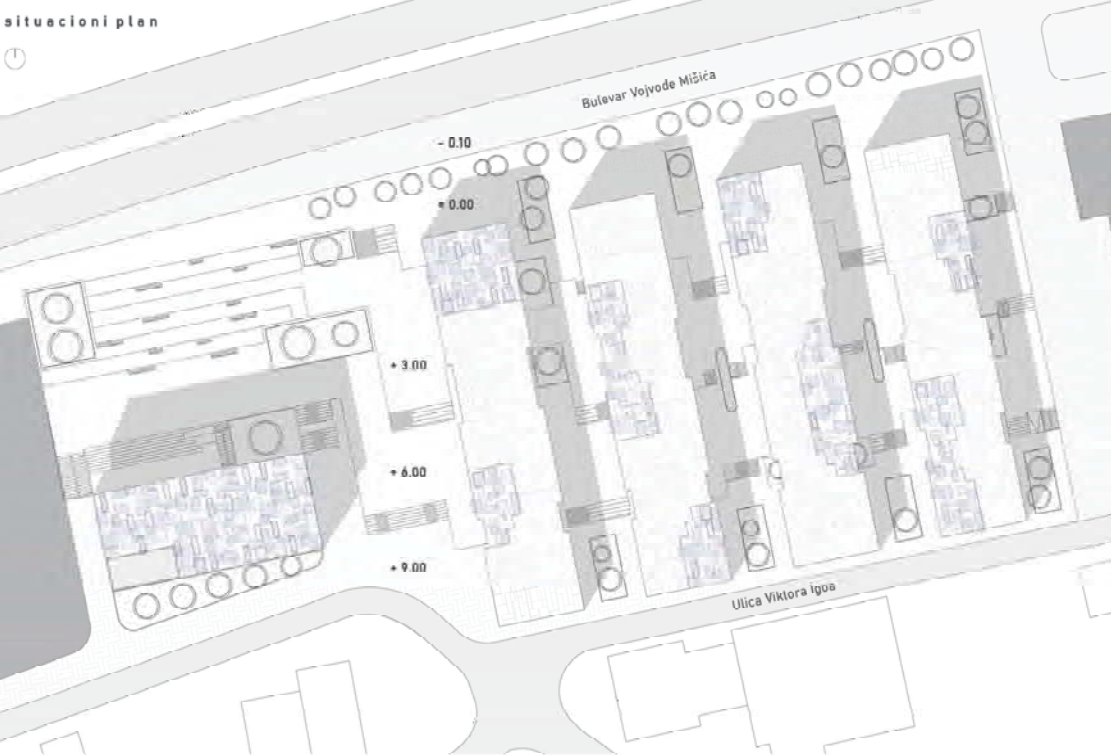 situacioni plan
Bulevar Vojvode Mišića
- 0.10
0.00
+ 3.00
+ 6.00
+ 9.00
Ulica Viktora Igoa